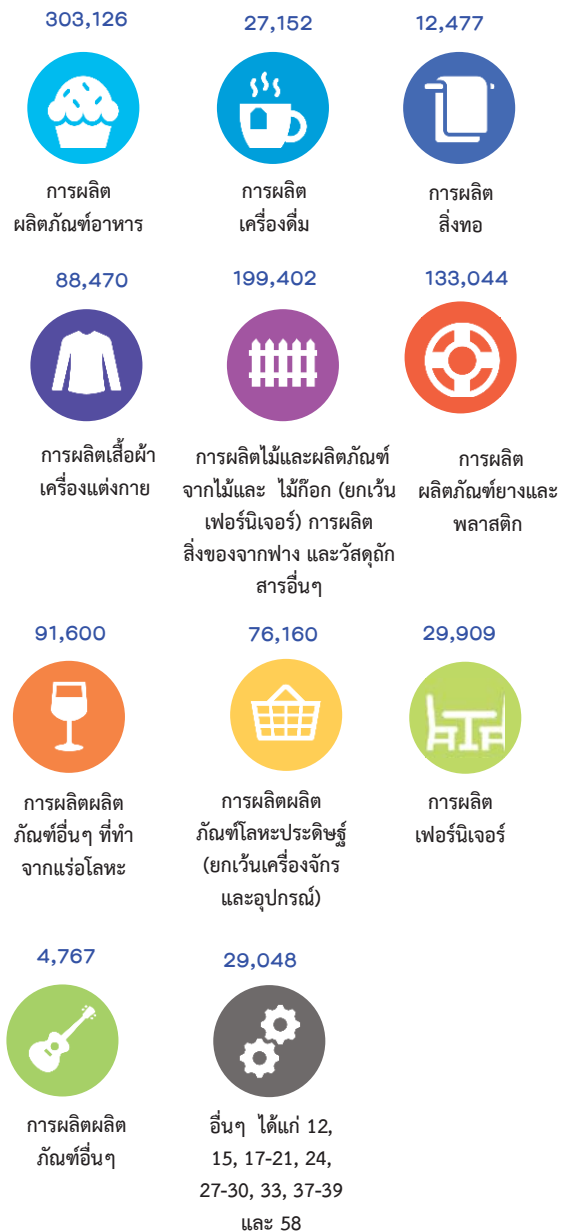 303,126
การผลิต
ผลิตภัณฑ์อาหาร
27,152
การผลิต
เครื่องดื่ม
12,477
การผลิต
สิ่งทอ
88,470
การผลิตเสื้อผ้า
เครื่องแต่งกาย
199,402
การผลิตไม้และผลิตภัณฑ์
จากไม้และ ไม้ก๊อก (ยกเว้น
เฟอร์นิเจอร์) การผลิต
สิ่งของจากฟาง และวัสดุถัก
สารอื่นๆ
133,044
การผลิต
ผลิตภัณฑ์ยางและ
พลาสติก
91,600
การผลิตผลิต
ภัณฑ์อื่นๆ ที่ทำ
จากแร่อโลหะ
76,160
การผลิตผลิต
ภัณฑ์โลหะประดิษฐ์
(ยกเว้นเครื่องจักร
และอุปกรณ์)
29,909
การผลิต
เฟอร์นิเจอร์
4,767
การผลิตผลิต
ภัณฑ์อื่นๆ
29,048
อื่นๆ ได้แก่ 12,
15, 17-21, 24,
27-30, 33, 37-39
และ 58